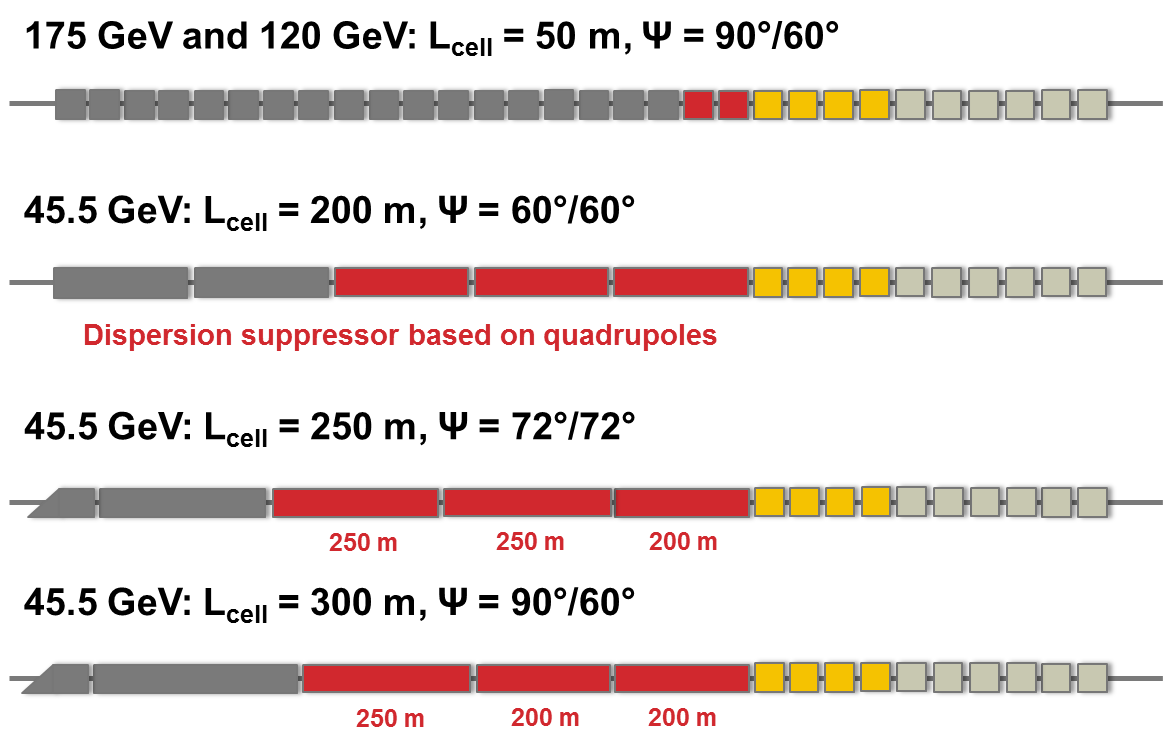 175 GeV and 120 GeV: Lcell = 50 m, Ψ = 90°/60°
45.5 GeV: Lcell = 200 m, Ψ = 60°/60°
Dispersion suppressor based on quadrupoles
45.5 GeV: Lcell = 250 m, Ψ = 72°/72°
250 m 250 m 200 m
45.5 GeV: Lcell = 300 m, Ψ = 90°/60°
250 m 200 m 200 m